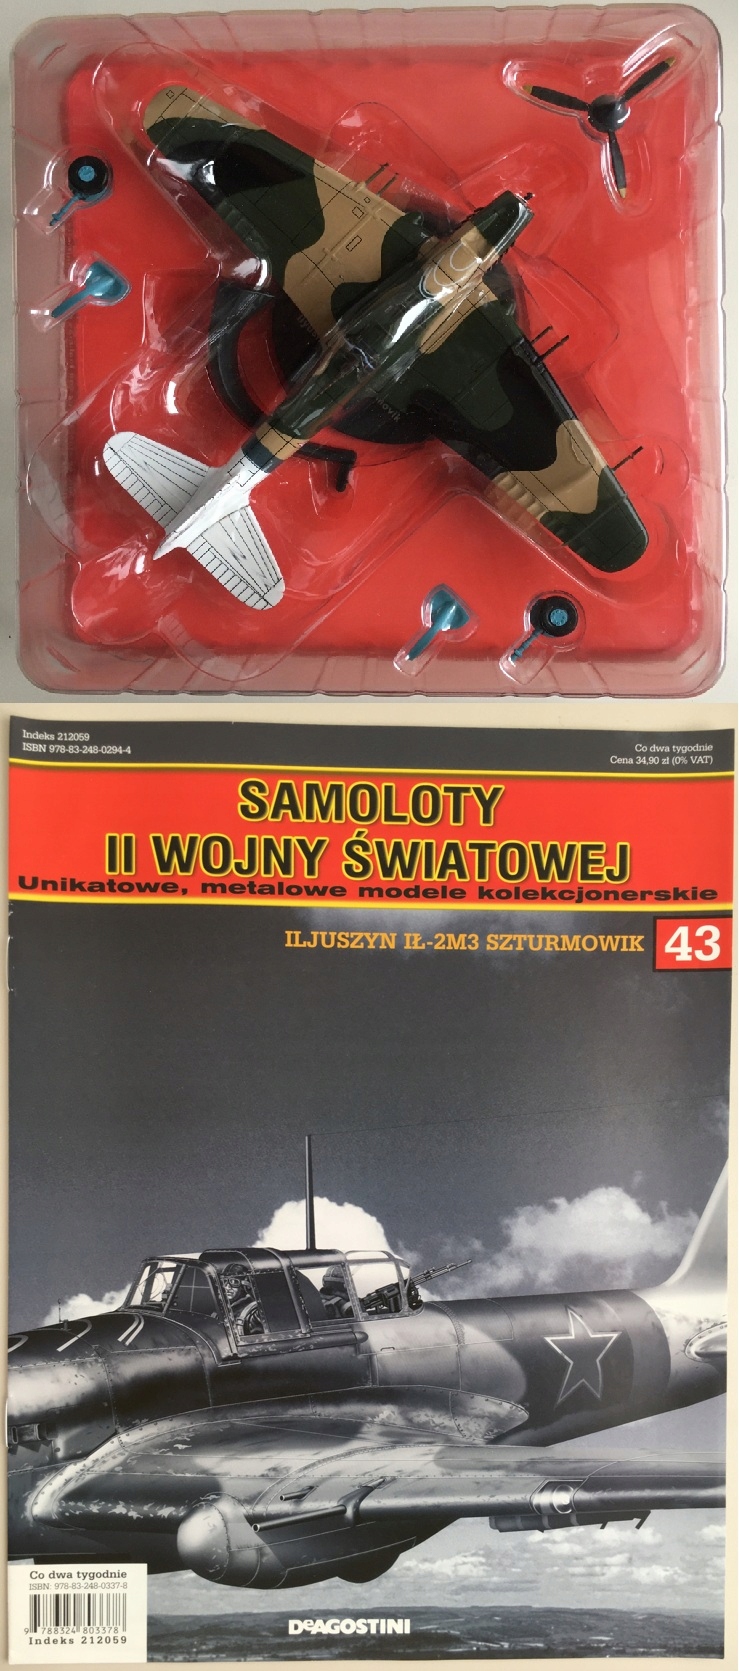 Indeks 212059
ISBN 978-83-248-0294-4
Co dwa tygodnie
Cena 34,90 zł (0% VAT)
SAMOLOTY
II WOJNY ŚWIATOWEJ
Unikatowe, metalowe modele kolekcjonerskie
ILJUSZYN IŁ-2M3 SZTURMOWIK 43
Co dwa tygodnie
ISBN: 978-83-248-0337-8
9 788324 803378
Indeks 212059
DeAGOSTINI